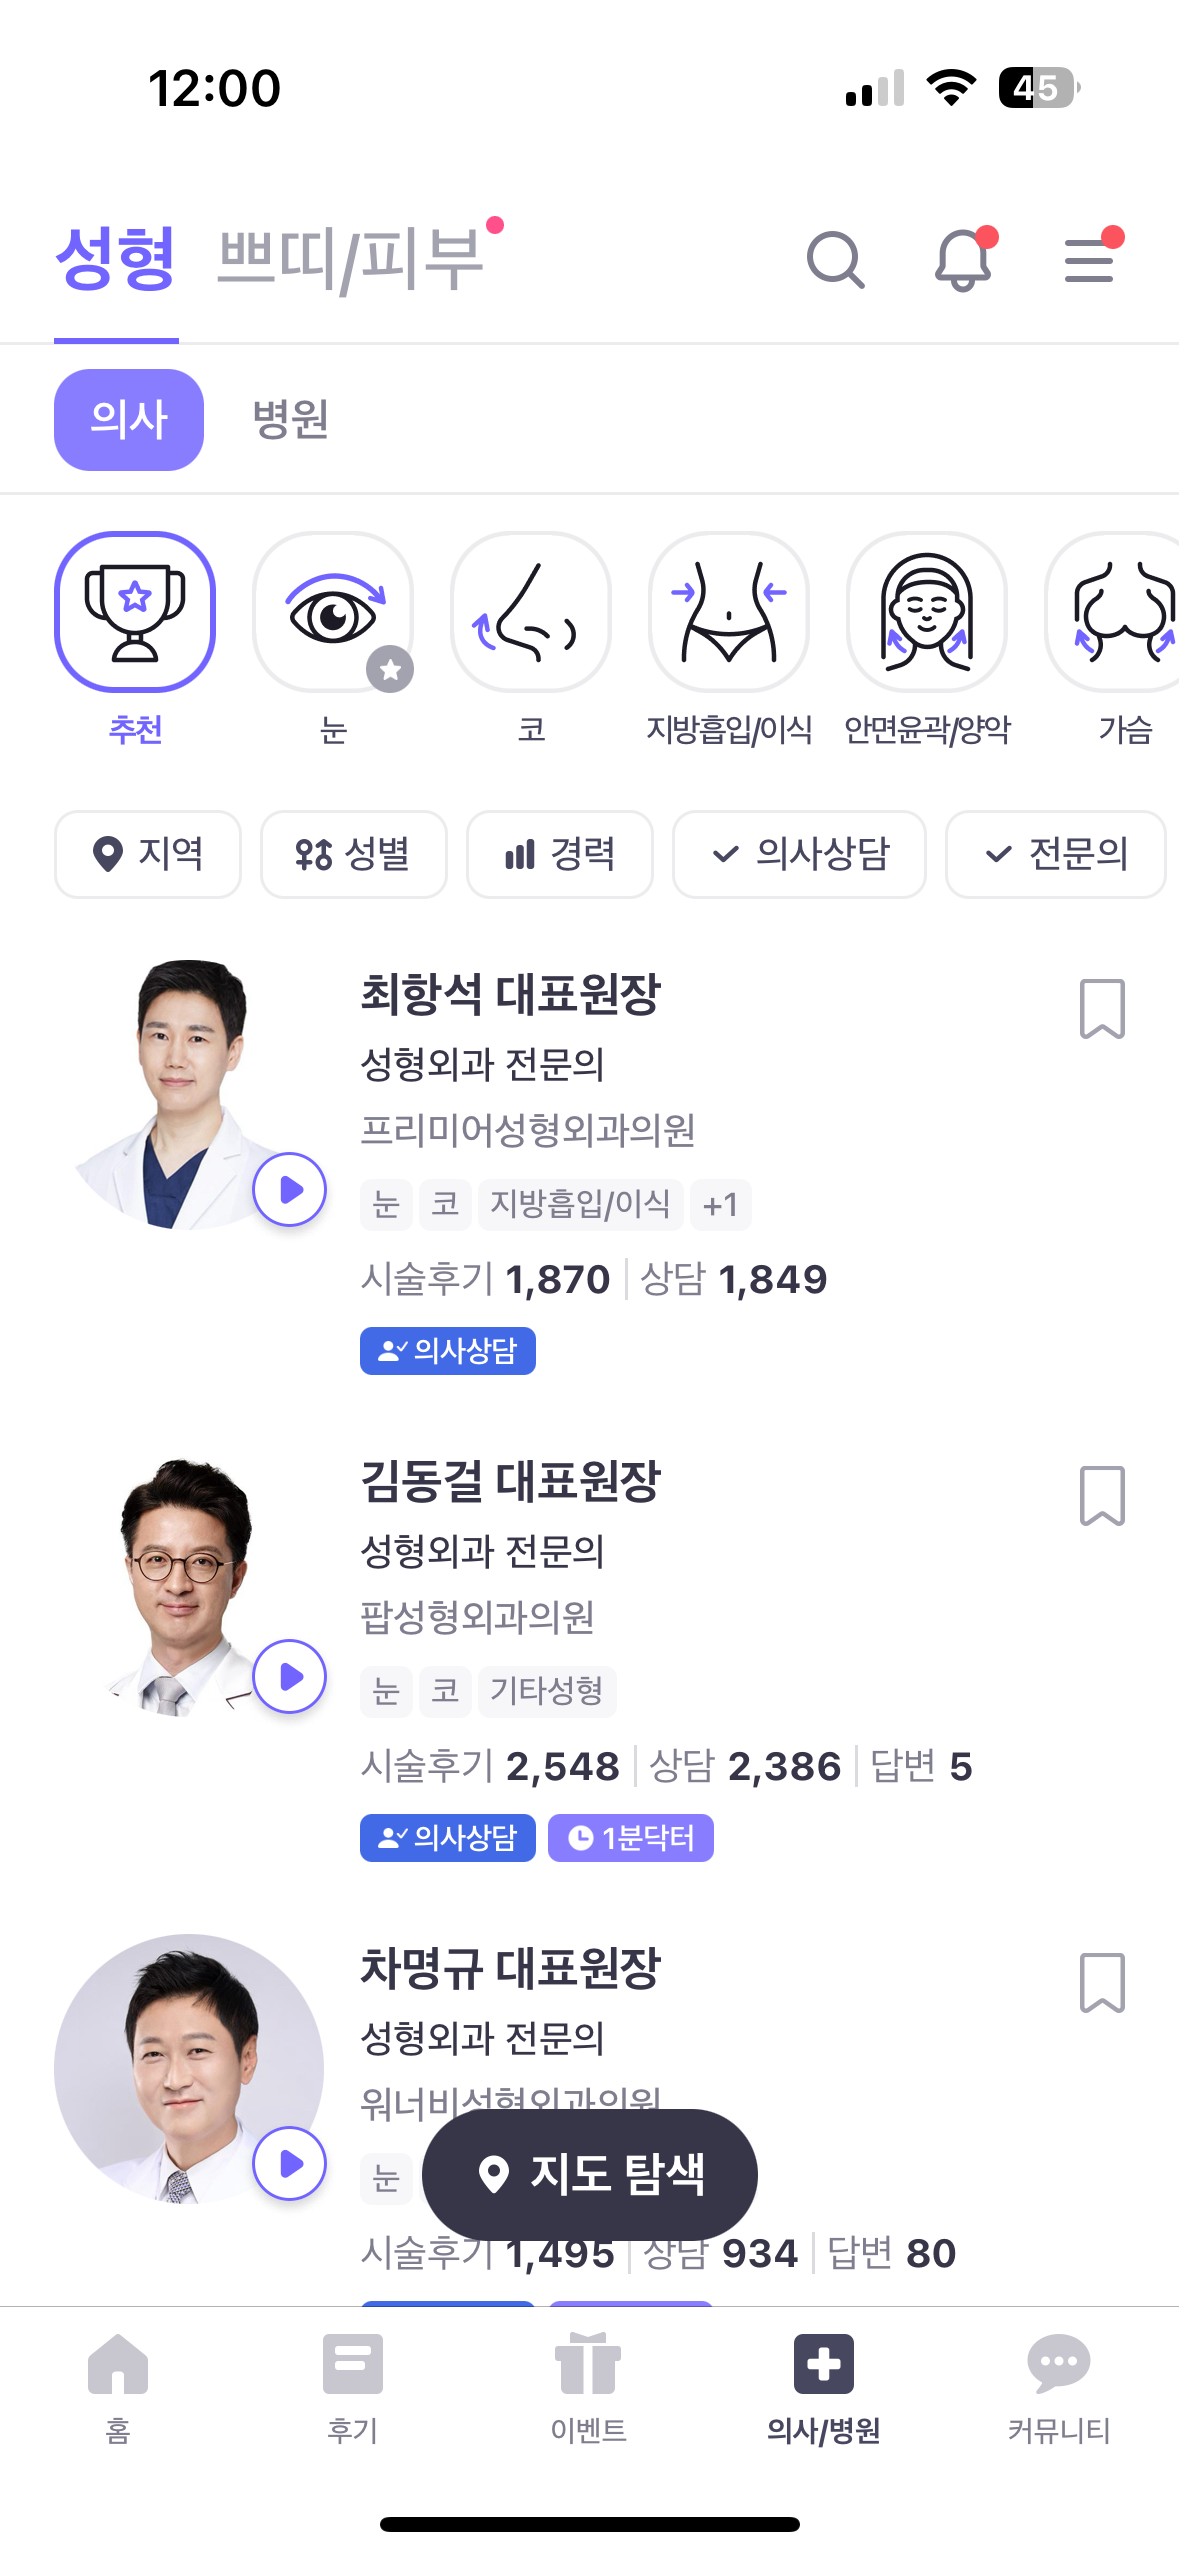 12:00
45
성형 쁘띠/피부
의사 병원
추천 눈 코 지방흡입/이식 안면윤곽/양악 가슴
지역 성별 경력 의사상담 전문의
최항석 대표원장
성형외과 전문의
프리미어성형외과의원
눈 코 지방흡입/이식 +1
시술후기 1,870 상담 1,849
의사상담
김동걸 대표원장
성형외과 전문의
팝성형외과의원
눈 코 기타성형
시술후기 2,548 상담 2,386 답변 5
의사상담 1분닥터
차명규 대표원장
성형외과 전문의
워너비성형외과의원
눈
지도 탐색
시술후기 1,495 상담 934 답변 80
홈 후기 이벤트 의사/병원 커뮤니티